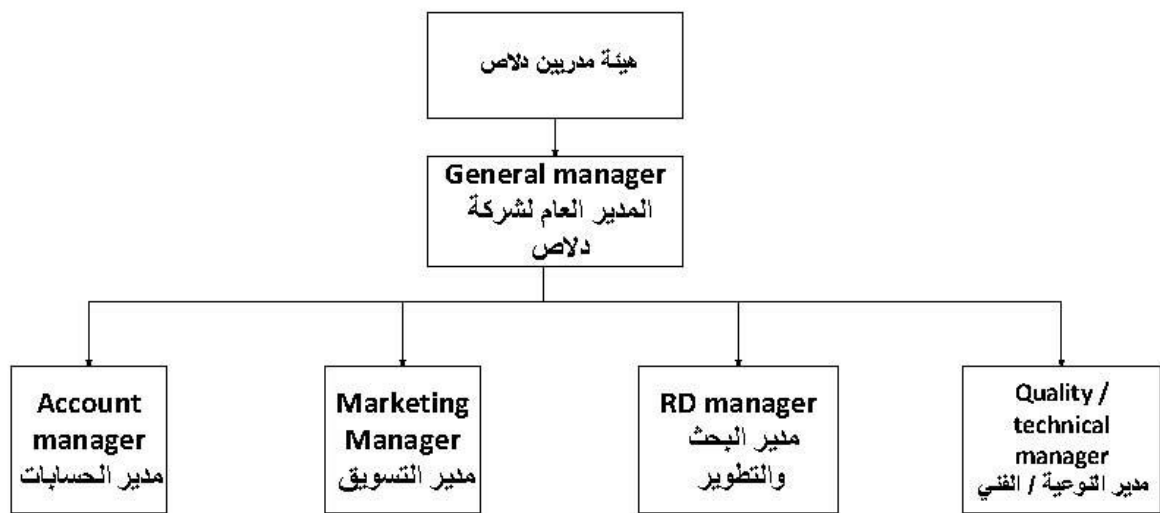 هيئة مدريين دلاص
General manager
المدير العام لشركة
دلاص
Account
manager
مدير الحسابات
Marketing
Manager
مدير التسويق
RD manager
مدير البحث
والتطوير
Quality /
technical
manager
مدير النوعية / الفني